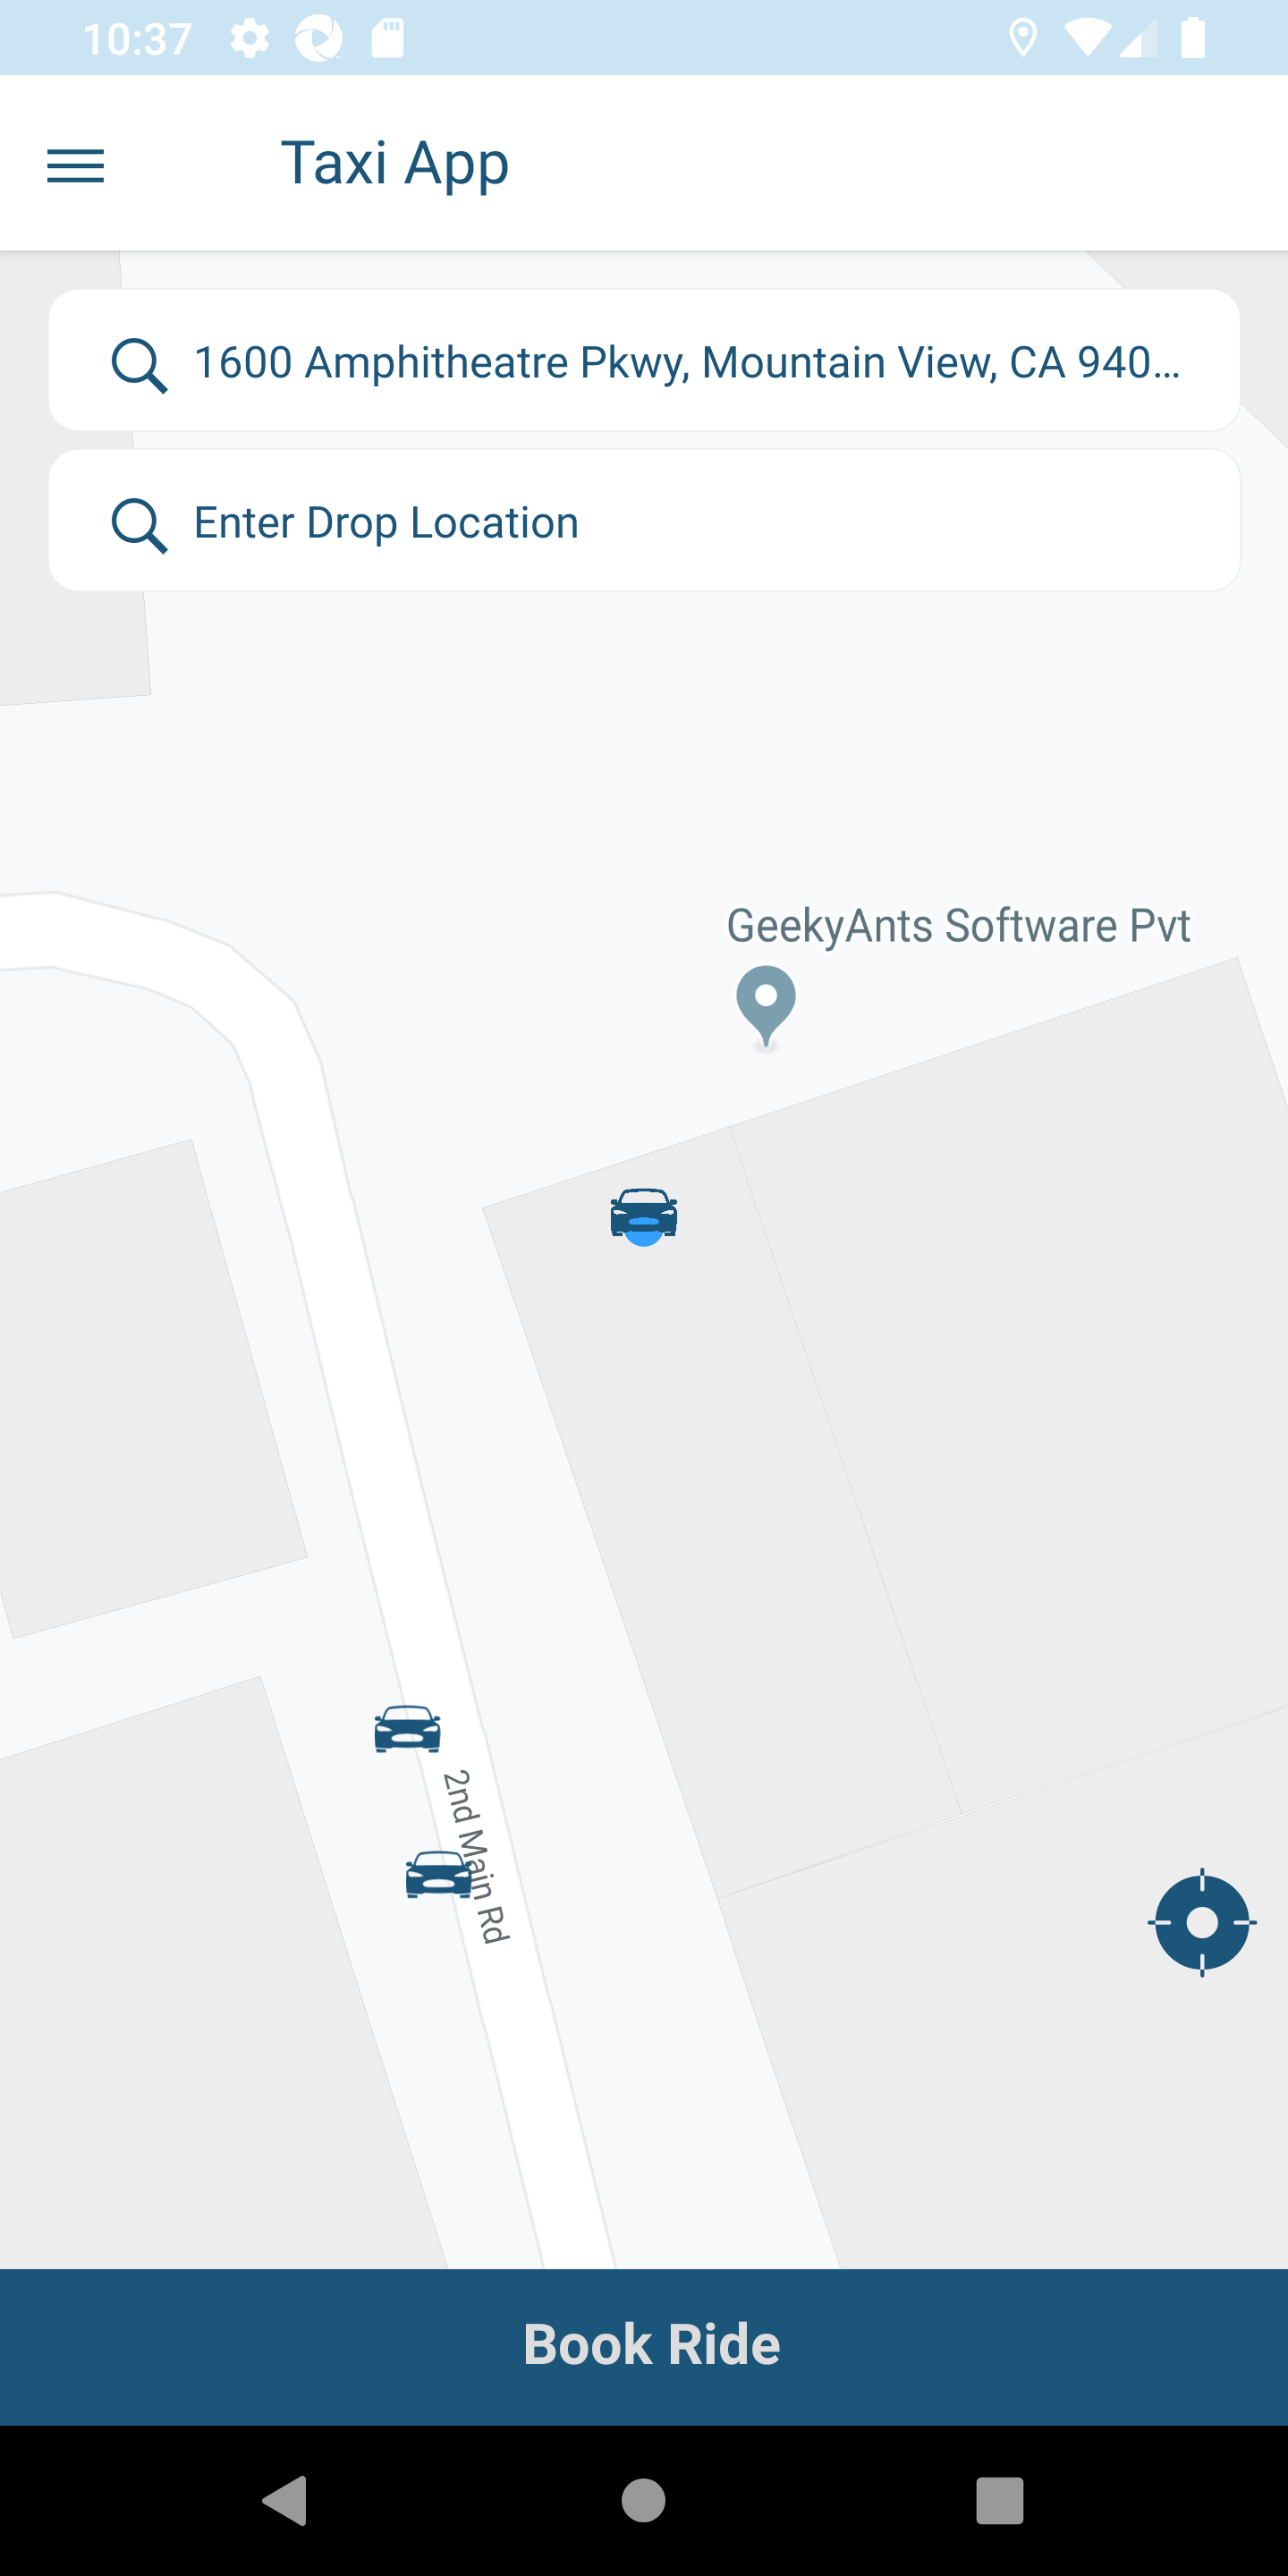 10:37
Taxi App
1600 Amphitheatre Pkwy, Mountain View, CA 940...
Enter Drop Location
GeekyAnts Software Pvt
2nd Main Rd
Book Ride